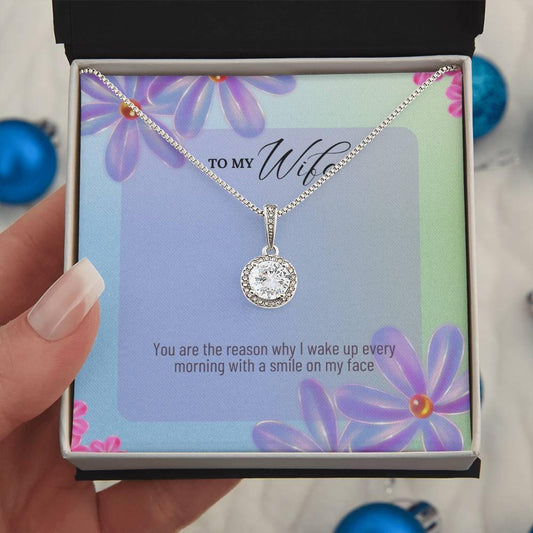 TO MY Wife
You are the reason why I wake up every
morning with a smile on my face